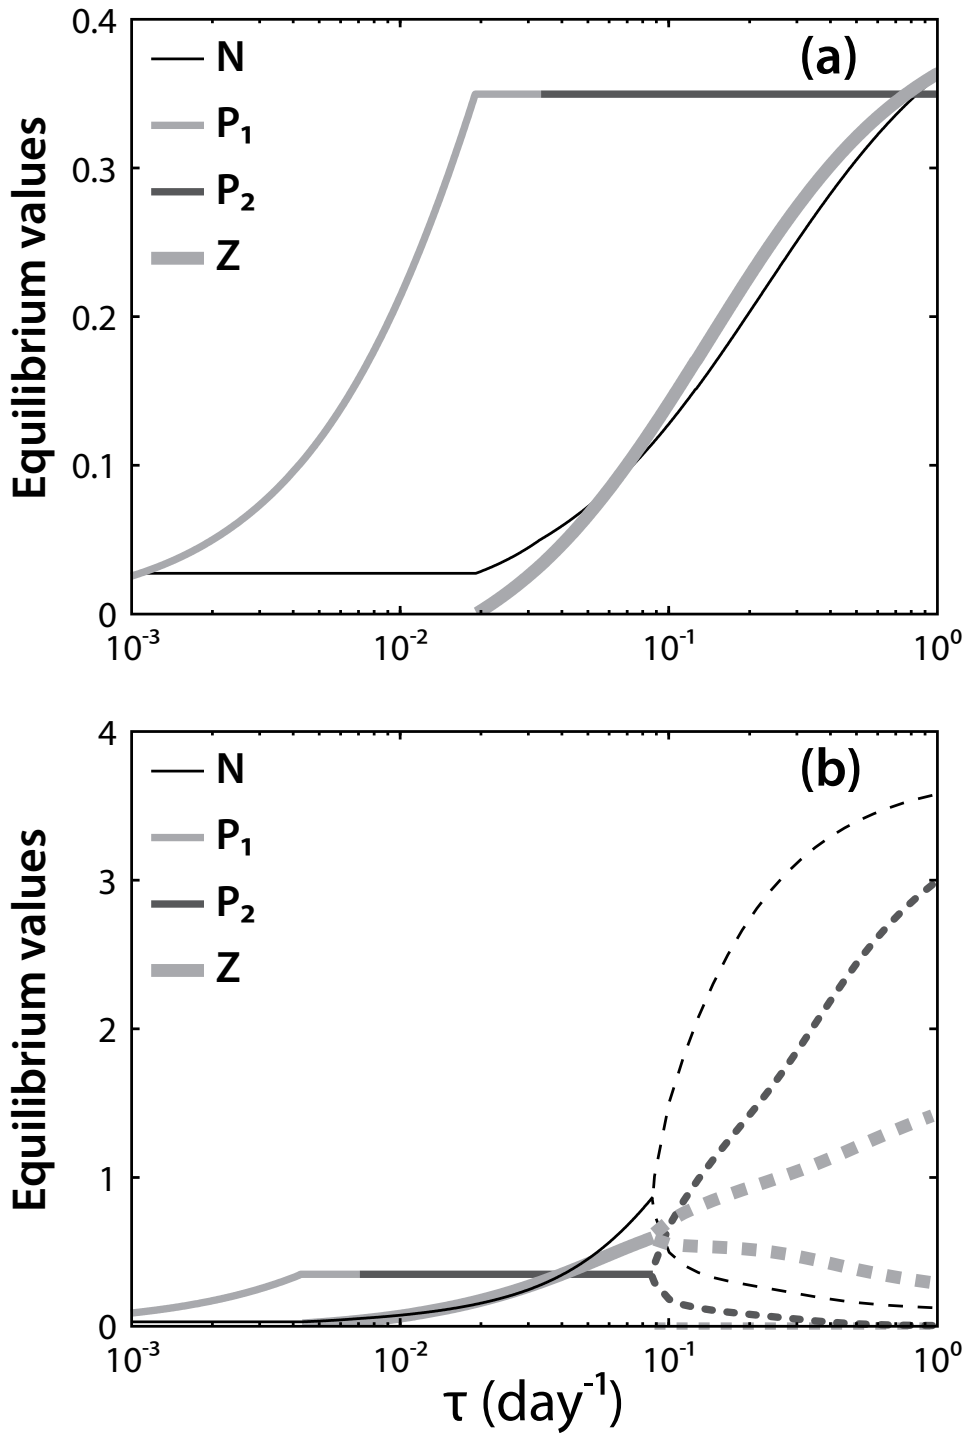 0.4
N
(a)
P₁
0.3
P₂
Z
Equilibrium values
0.2
0.1
0
10⁻³ 10⁻² 10⁻¹ 10⁰
4
N
(b)
P₁
3
P₂
Z
Equilibrium values
2
1
0
10⁻³ 10⁻² 10⁻¹ 10⁰
τ (day⁻¹)